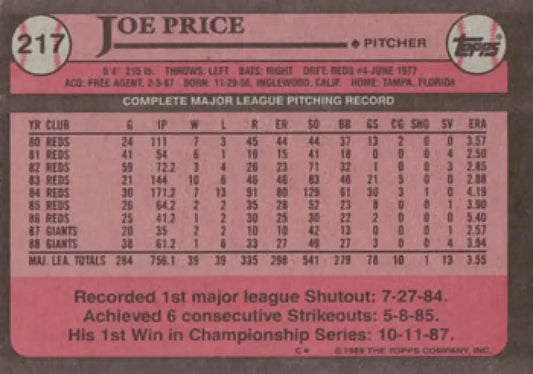 217
JOE PRICE
PITCHER
Topps
6'4" 215 lb. THROWS: LEFT BATS: RIGHT DRFT: REDS #4-JUNE 1977
ACQ: FREE AGENT, 2-5-87 BORN: 11-29-56, INGLEWOOD, CALIF. HOME: TAMPA, FLORIDA
COMPLETE MAJOR LEAGUE PITCHING RECORD
YR CLUB G IP W L R ER SO BB GS CG SHO SV ERA
80 REDS 24 111 7 3 45 44 44 37 13 2 0 0 3.57
81 REDS 41 54 6 1 19 15 41 18 0 0 0 4 2.50
82 REDS 59 72.2 3 4 26 23 71 32 1 0 0 3 2.85
83 REDS 21 144 10 6 46 46 83 46 21 5 0 0 2.88
84 REDS 30 171.2 7 13 91 80 129 61 30 3 1 0 4.19
85 REDS 26 64.2 2 2 35 28 52 23 8 0 0 1 3.90
86 REDS 25 41.2 1 2 30 25 30 22 2 0 0 0 5.40
87 GIANTS 20 35 2 2 10 10 42 13 0 0 0 1 2.57
88 GIANTS 38 61.2 1 6 33 27 49 27 3 0 0 4 3.94
MAJ. LEA. TOTALS 284 756.1 39 39 335 298 541 279 78 10 1 13 3.55
Recorded 1st major league Shutout: 7-27-84.
Achieved 6 consecutive Strikeouts: 5-8-85.
His 1st Win in Championship Series: 10-11-87.
C* © 1989 THE TOPPS COMPANY, INC.